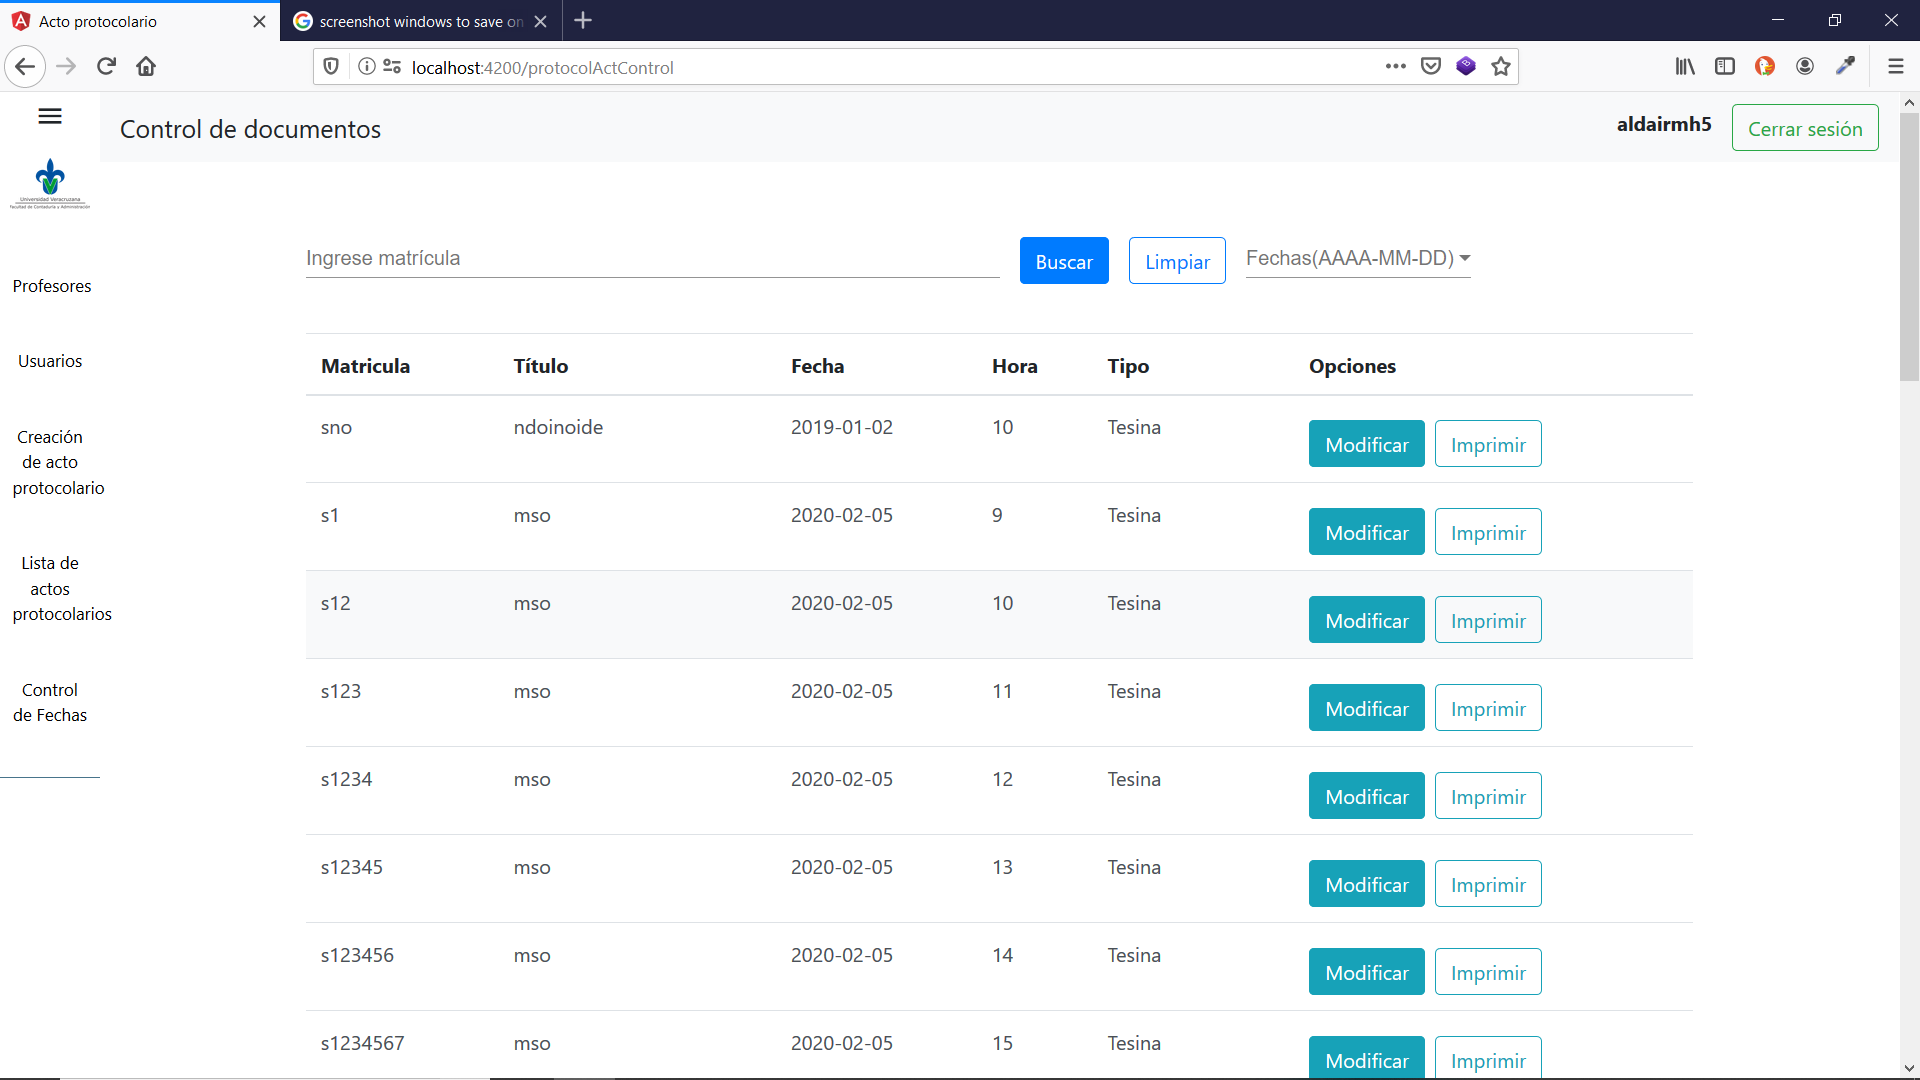 Acto protocolario
screenshot windows to save on
localhost:4200/protocolActControl
Control de documentos
aldairmh5
Cerrar sesión
Universidad Veracruzana
Facultad de Contaduría y Administración
Profesores
Usuarios
Creación
de acto
protocolario
Lista de
actos
protocolarios
Control
de Fechas
Ingrese matrícula
Buscar
Limpiar
Fechas(AAAA-MM-DD)
Matricula Título Fecha Hora Tipo Opciones
sno ndoinoide 2019-01-02 10 Tesina Modificar Imprimir
s1 mso 2020-02-05 9 Tesina Modificar Imprimir
s12 mso 2020-02-05 10 Tesina Modificar Imprimir
s123 mso 2020-02-05 11 Tesina Modificar Imprimir
s1234 mso 2020-02-05 12 Tesina Modificar Imprimir
s12345 mso 2020-02-05 13 Tesina Modificar Imprimir
s123456 mso 2020-02-05 14 Tesina Modificar Imprimir
s1234567 mso 2020-02-05 15 Tesina Modificar Imprimir